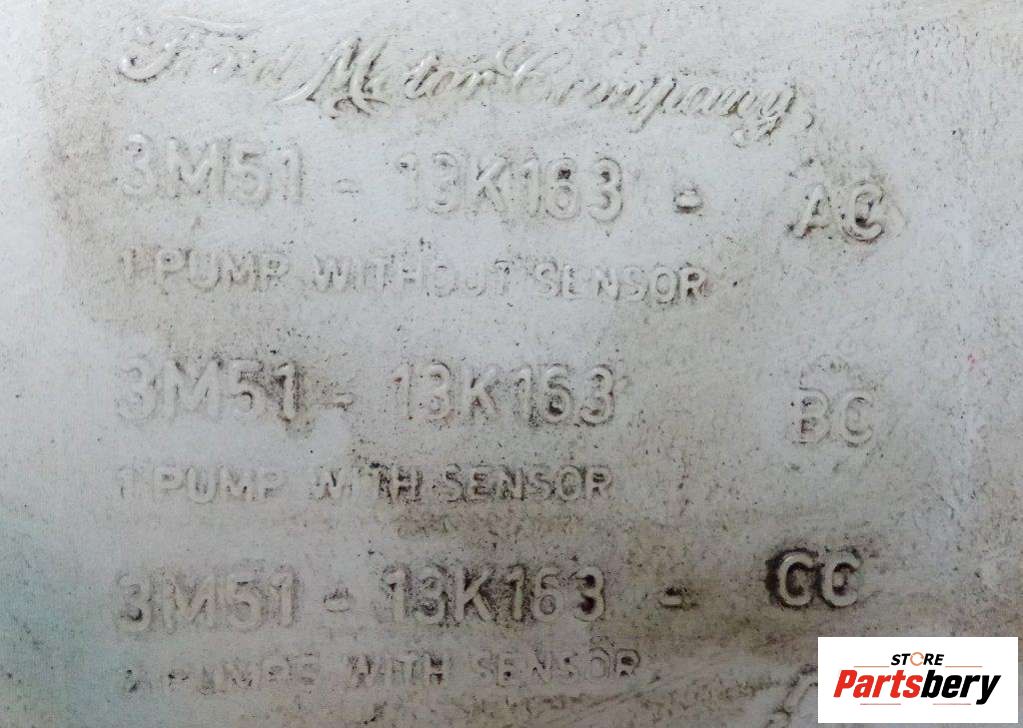 Ford Motor Company
3M51 - 13K163 - AC
1 PUMP WITHOUT SENSOR
3M51 - 13K163 BC
1 PUMP WITH SENSOR
3M51 - 13K163 - CC
PUMPS WITH SENSOR
STORE
Partsbery